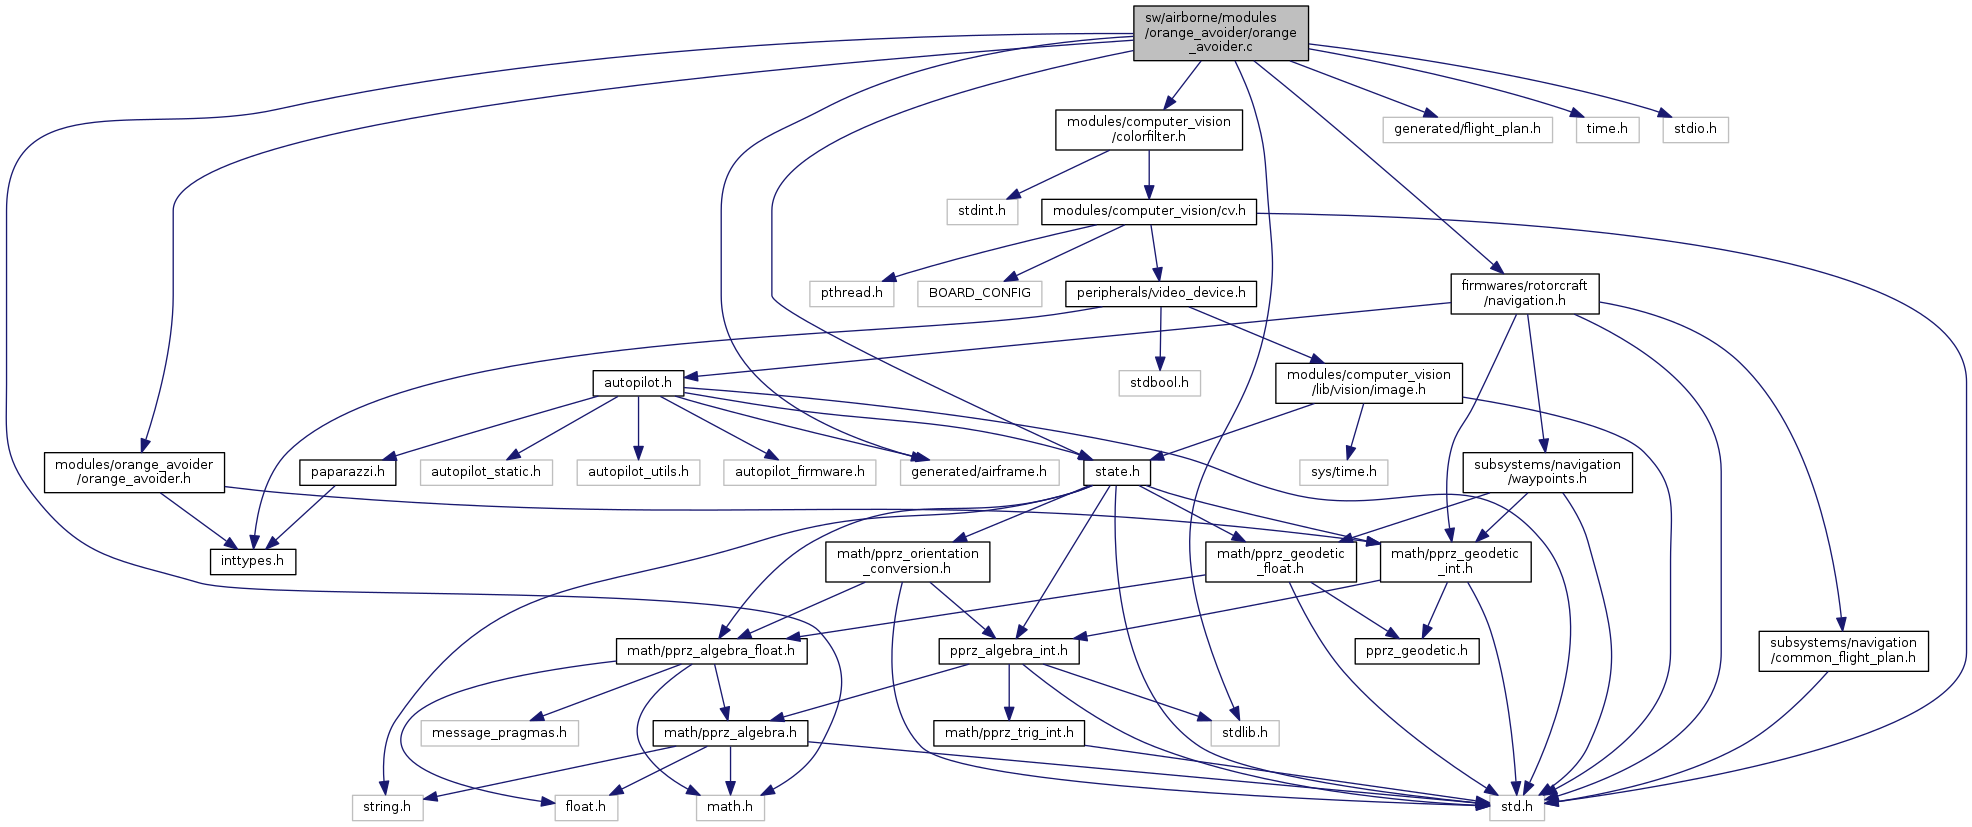 sw/airborne/modules
/orange_avoider/orange
_avoider.c
modules/computer_vision
/colorfilter.h
generated/flight_plan.h
time.h
stdio.h
stdint.h
modules/computer_vision/cv.h
pthread.h
BOARD_CONFIG
peripherals/video_device.h
firmwares/rotorcraft
/navigation.h
autopilot.h
stdbool.h
modules/computer_vision
/lib/vision/image.h
modules/orange_avoider
/orange_avoider.h
paparazzi.h
autopilot_static.h
autopilot_utils.h
autopilot_firmware.h
generated/airframe.h
state.h
sys/time.h
subsystems/navigation
/waypoints.h
inttypes.h
math/pprz_orientation
_conversion.h
math/pprz_geodetic
_float.h
math/pprz_geodetic
_int.h
math/pprz_algebra_float.h
pprz_algebra_int.h
pprz_geodetic.h
subsystems/navigation
/common_flight_plan.h
message_pragmas.h
math/pprz_algebra.h
math/pprz_trig_int.h
stdlib.h
string.h
float.h
math.h
std.h